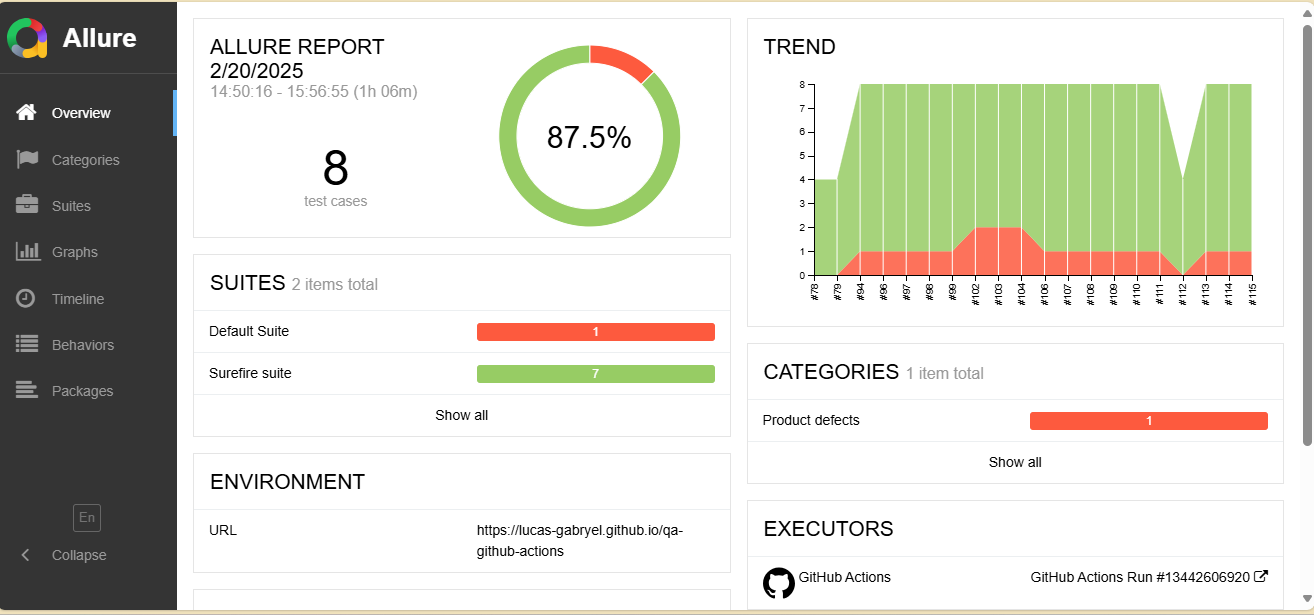 Allure
Overview
Categories
Suites
Graphs
Timeline
Behaviors
Packages
En
Collapse
ALLURE REPORT
2/20/2025
14:50:16 - 15:56:55 (1h 06m)
8
test cases
87.5%
SUITES 2 items total
Default Suite 1
Surefire suite 7
Show all
ENVIRONMENT
URL https://lucas-gabryel.github.io/qa-
github-actions
TREND
8
7
6
5
4
3
2
1
0
#78 #79 #94 #96 #97 #98 #99 #102 #103 #104 #106 #107 #108 #109 #110 #111 #112 #113 #114 #115
CATEGORIES 1 item total
Product defects 1
Show all
EXECUTORS
GitHub Actions GitHub Actions Run #13442606920